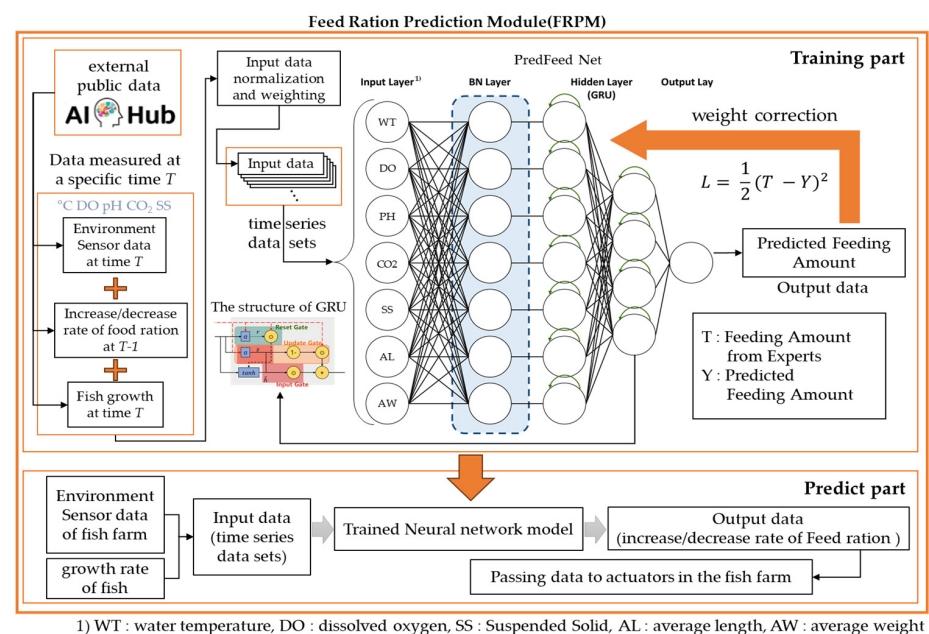 Feed Ration Prediction Module(FRPM)
Training part
external
public data
AI Hub
Data measured at
a specific time T
°C DO pH CO2 SS
Environment
Sensor data
at time T
Increase/decrease
rate of food ration
at T-1
Fish growth
at time T
Input data
normalization
and weighting
Input data
time series
data sets
The structure of GRU
Reset Gate
Update Gate
Input Gate
r
σ
z
σ
1-
tanh
PredFeed Net
Input Layer 1)
BN Layer
Hidden Layer
(GRU)
Output Lay
WT
DO
PH
CO2
SS
AL
AW
weight correction
L = 1/2 (T − Y)²
Predicted Feeding
Amount
Output data
T : Feeding Amount
from Experts
Y : Predicted
Feeding Amount
Predict part
Environment
Sensor data
of fish farm
growth rate
of fish
Input data
(time series
data sets)
Trained Neural network model
Output data
(increase/decrease rate of Feed ration )
Passing data to actuators in the fish farm
1) WT : water temperature, DO : dissolved oxygen, SS : Suspended Solid, AL : average length, AW : average weight